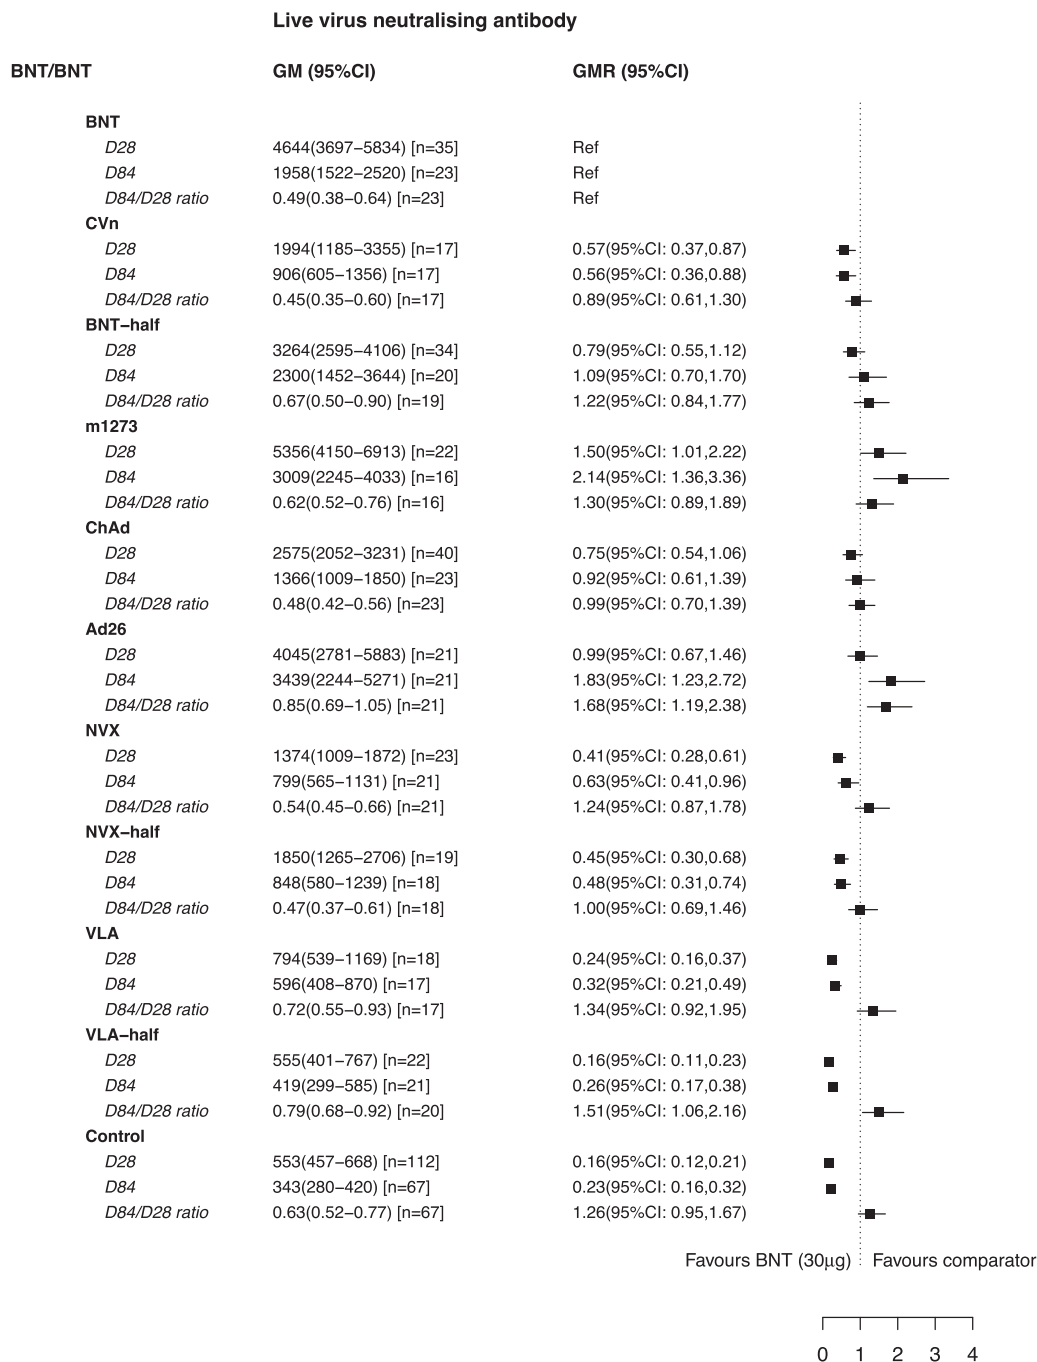 Live virus neutralising antibody
BNT/BNT GM (95%CI) GMR (95%CI)
BNT
D28 4644(3697−5834) [n=35] Ref
D84 1958(1522−2520) [n=23] Ref
D84/D28 ratio 0.49(0.38−0.64) [n=23] Ref
CVn
D28 1994(1185−3355) [n=17] 0.57(95%CI: 0.37,0.87)
D84 906(605−1356) [n=17] 0.56(95%CI: 0.36,0.88)
D84/D28 ratio 0.45(0.35−0.60) [n=17] 0.89(95%CI: 0.61,1.30)
BNT−half
D28 3264(2595−4106) [n=34] 0.79(95%CI: 0.55,1.12)
D84 2300(1452−3644) [n=20] 1.09(95%CI: 0.70,1.70)
D84/D28 ratio 0.67(0.50−0.90) [n=19] 1.22(95%CI: 0.84,1.77)
m1273
D28 5356(4150−6913) [n=22] 1.50(95%CI: 1.01,2.22)
D84 3009(2245−4033) [n=16] 2.14(95%CI: 1.36,3.36)
D84/D28 ratio 0.62(0.52−0.76) [n=16] 1.30(95%CI: 0.89,1.89)
ChAd
D28 2575(2052−3231) [n=40] 0.75(95%CI: 0.54,1.06)
D84 1366(1009−1850) [n=23] 0.92(95%CI: 0.61,1.39)
D84/D28 ratio 0.48(0.42−0.56) [n=23] 0.99(95%CI: 0.70,1.39)
Ad26
D28 4045(2781−5883) [n=21] 0.99(95%CI: 0.67,1.46)
D84 3439(2244−5271) [n=21] 1.83(95%CI: 1.23,2.72)
D84/D28 ratio 0.85(0.69−1.05) [n=21] 1.68(95%CI: 1.19,2.38)
NVX
D28 1374(1009−1872) [n=23] 0.41(95%CI: 0.28,0.61)
D84 799(565−1131) [n=21] 0.63(95%CI: 0.41,0.96)
D84/D28 ratio 0.54(0.45−0.66) [n=21] 1.24(95%CI: 0.87,1.78)
NVX−half
D28 1850(1265−2706) [n=19] 0.45(95%CI: 0.30,0.68)
D84 848(580−1239) [n=18] 0.48(95%CI: 0.31,0.74)
D84/D28 ratio 0.47(0.37−0.61) [n=18] 1.00(95%CI: 0.69,1.46)
VLA
D28 794(539−1169) [n=18] 0.24(95%CI: 0.16,0.37)
D84 596(408−870) [n=17] 0.32(95%CI: 0.21,0.49)
D84/D28 ratio 0.72(0.55−0.93) [n=17] 1.34(95%CI: 0.92,1.95)
VLA−half
D28 555(401−767) [n=22] 0.16(95%CI: 0.11,0.23)
D84 419(299−585) [n=21] 0.26(95%CI: 0.17,0.38)
D84/D28 ratio 0.79(0.68−0.92) [n=20] 1.51(95%CI: 1.06,2.16)
Control
D28 553(457−668) [n=112] 0.16(95%CI: 0.12,0.21)
D84 343(280−420) [n=67] 0.23(95%CI: 0.16,0.32)
D84/D28 ratio 0.63(0.52−0.77) [n=67] 1.26(95%CI: 0.95,1.67)
Favours BNT (30μg) Favours comparator
0 1 2 3 4